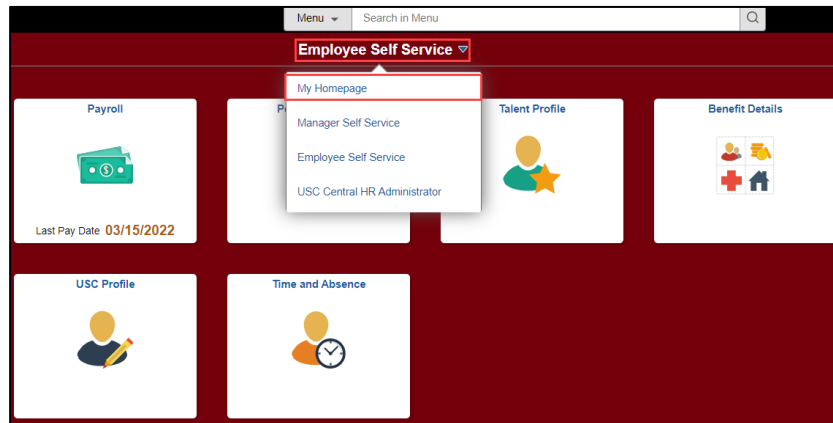 Menu
Search in Menu
Employee Self Service
My Homepage
Manager Self Service
Employee Self Service
USC Central HR Administrator
Payroll
Last Pay Date 03/15/2022
Talent Profile
Benefit Details
USC Profile
Time and Absence